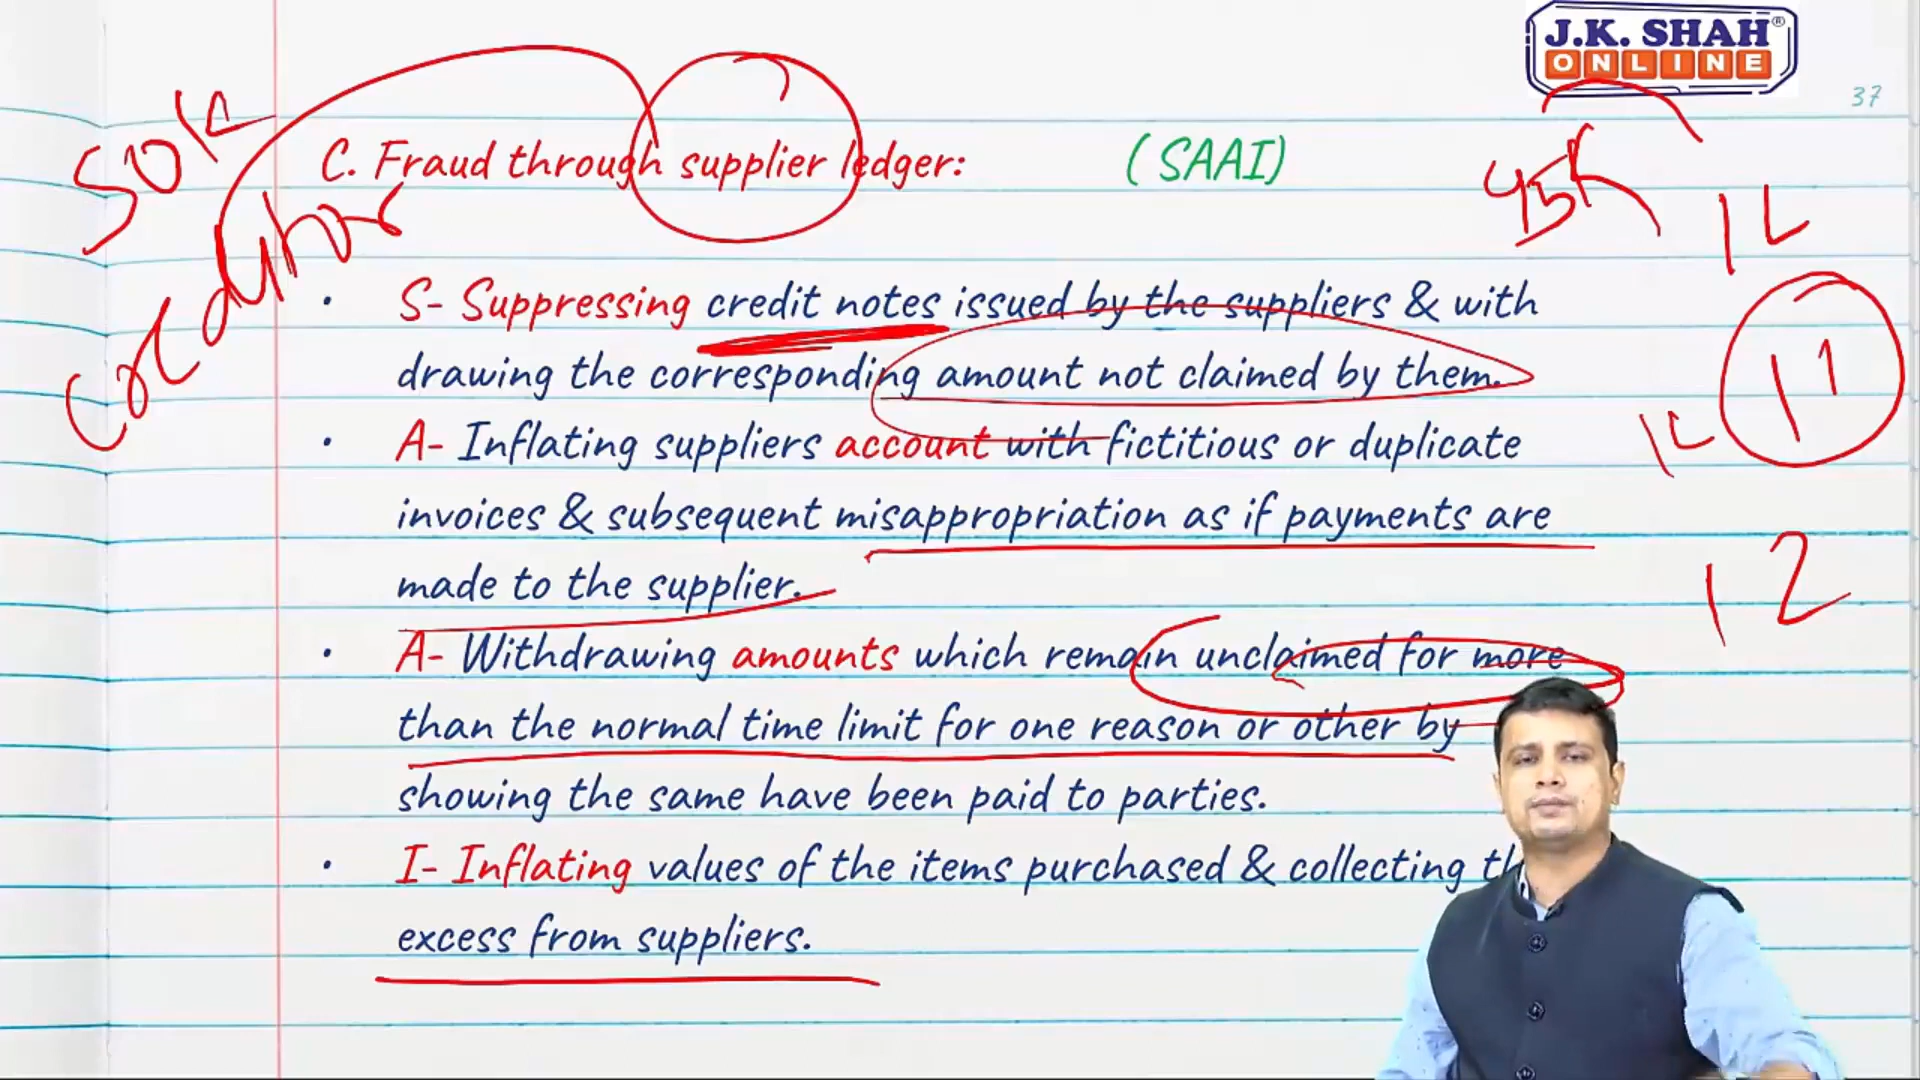 J.K. SHAH®
ONLINE
37
50K
45K
1L
C. Fraud through supplier ledger: (SAAI)
• S- Suppressing credit notes issued by the suppliers & with
drawing the corresponding amount not claimed by them.
11
1L
• A- Inflating suppliers account with fictitious or duplicate
invoices & subsequent misappropriation as if payments are
made to the supplier.
12
• A- Withdrawing amounts which remain unclaimed for more
than the normal time limit for one reason or other by
showing the same have been paid to parties.
• I- Inflating values of the items purchased & collecting
excess from suppliers.